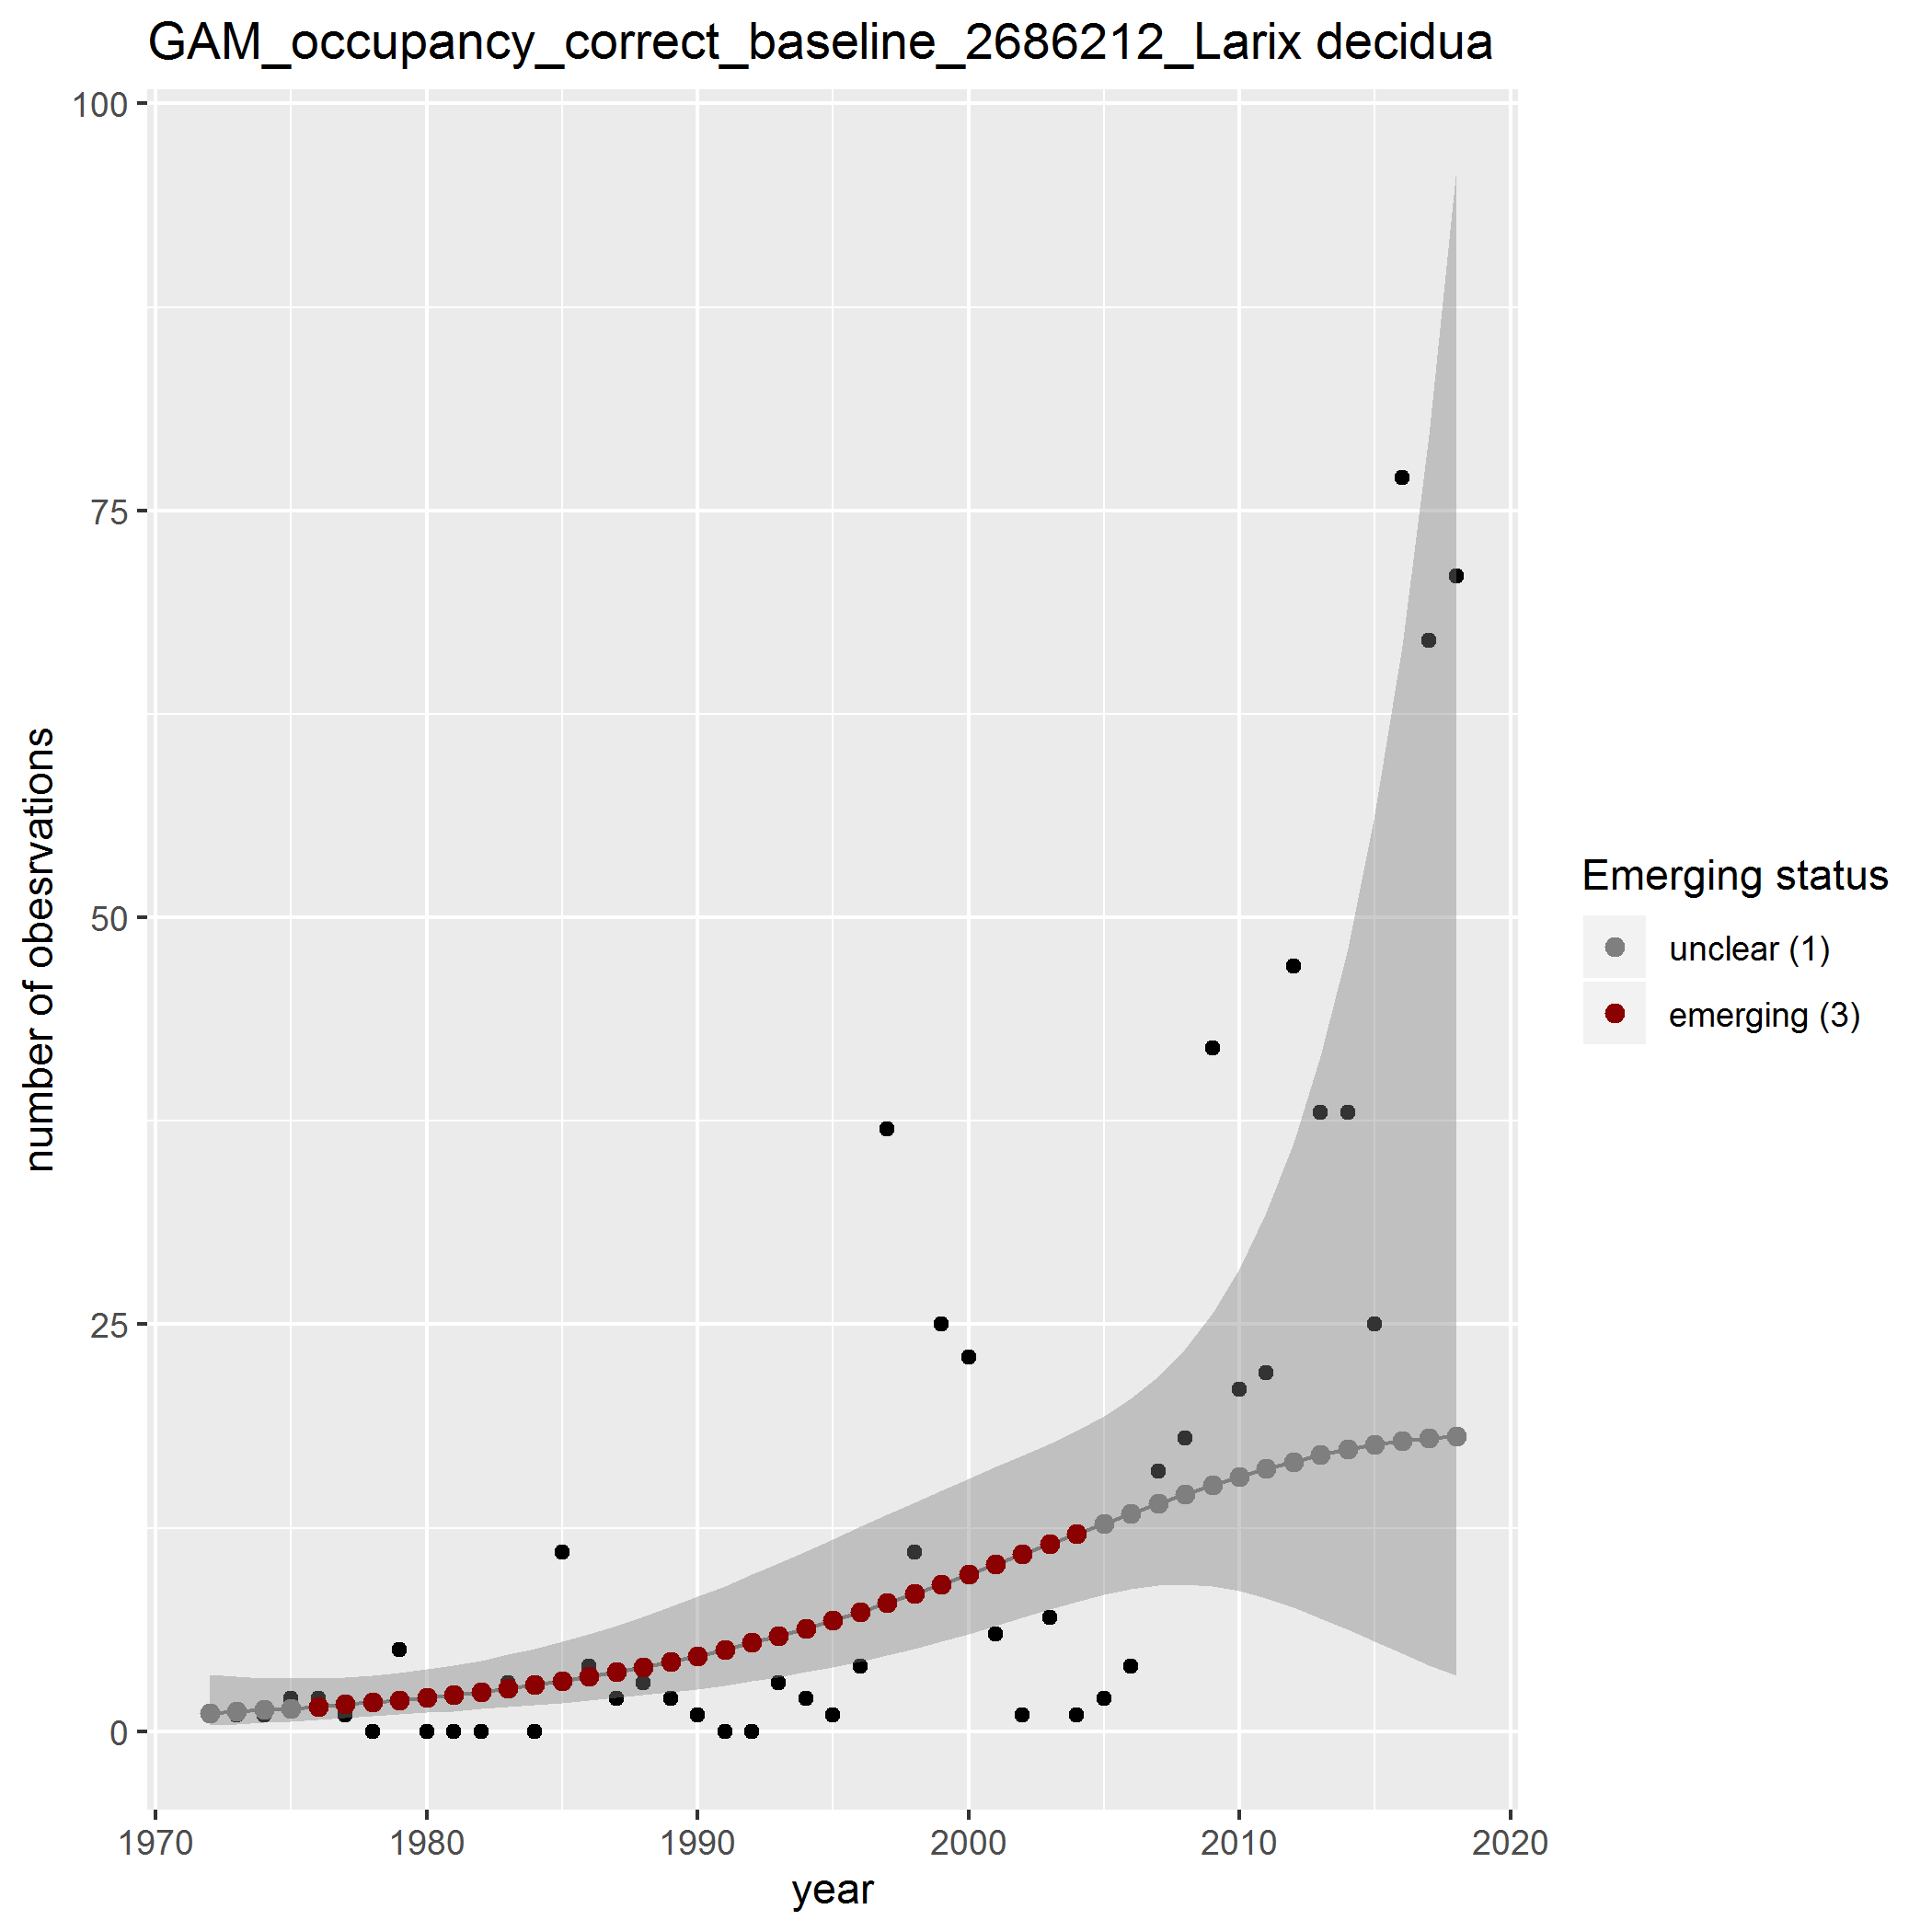 GAM_occupancy_correct_baseline_2686212_Larix decidua
100
75
50
25
0
number of obesrvations
1970 1980 1990 2000 2010 2020
year
Emerging status
unclear (1)
emerging (3)